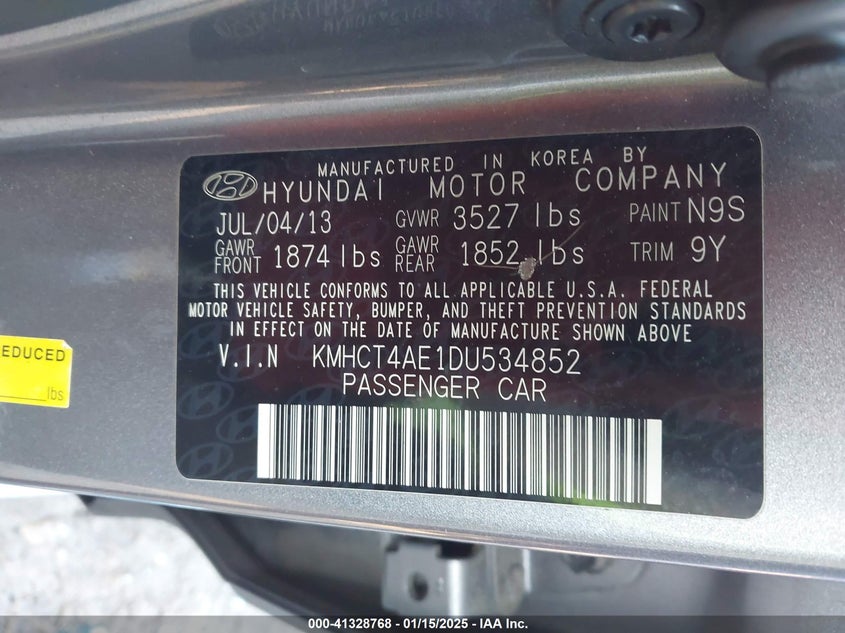 MANUFACTURED IN KOREA BY
HYUNDAI MOTOR COMPANY
JUL/04/13 GVWR 3527 lbs PAINT N9S
GAWR FRONT 1874 lbs GAWR REAR 1852 lbs TRIM 9Y
THIS VEHICLE CONFORMS TO ALL APPLICABLE U.S.A. FEDERAL
MOTOR VEHICLE SAFETY, BUMPER, AND THEFT PREVENTION STANDARDS
IN EFFECT ON THE DATE OF MANUFACTURE SHOWN ABOVE
V.I.N KMHCT4AE1DU534852
PASSENGER CAR
EDUCED
lbs
000-41328768 - 01/15/2025 - IAA Inc.